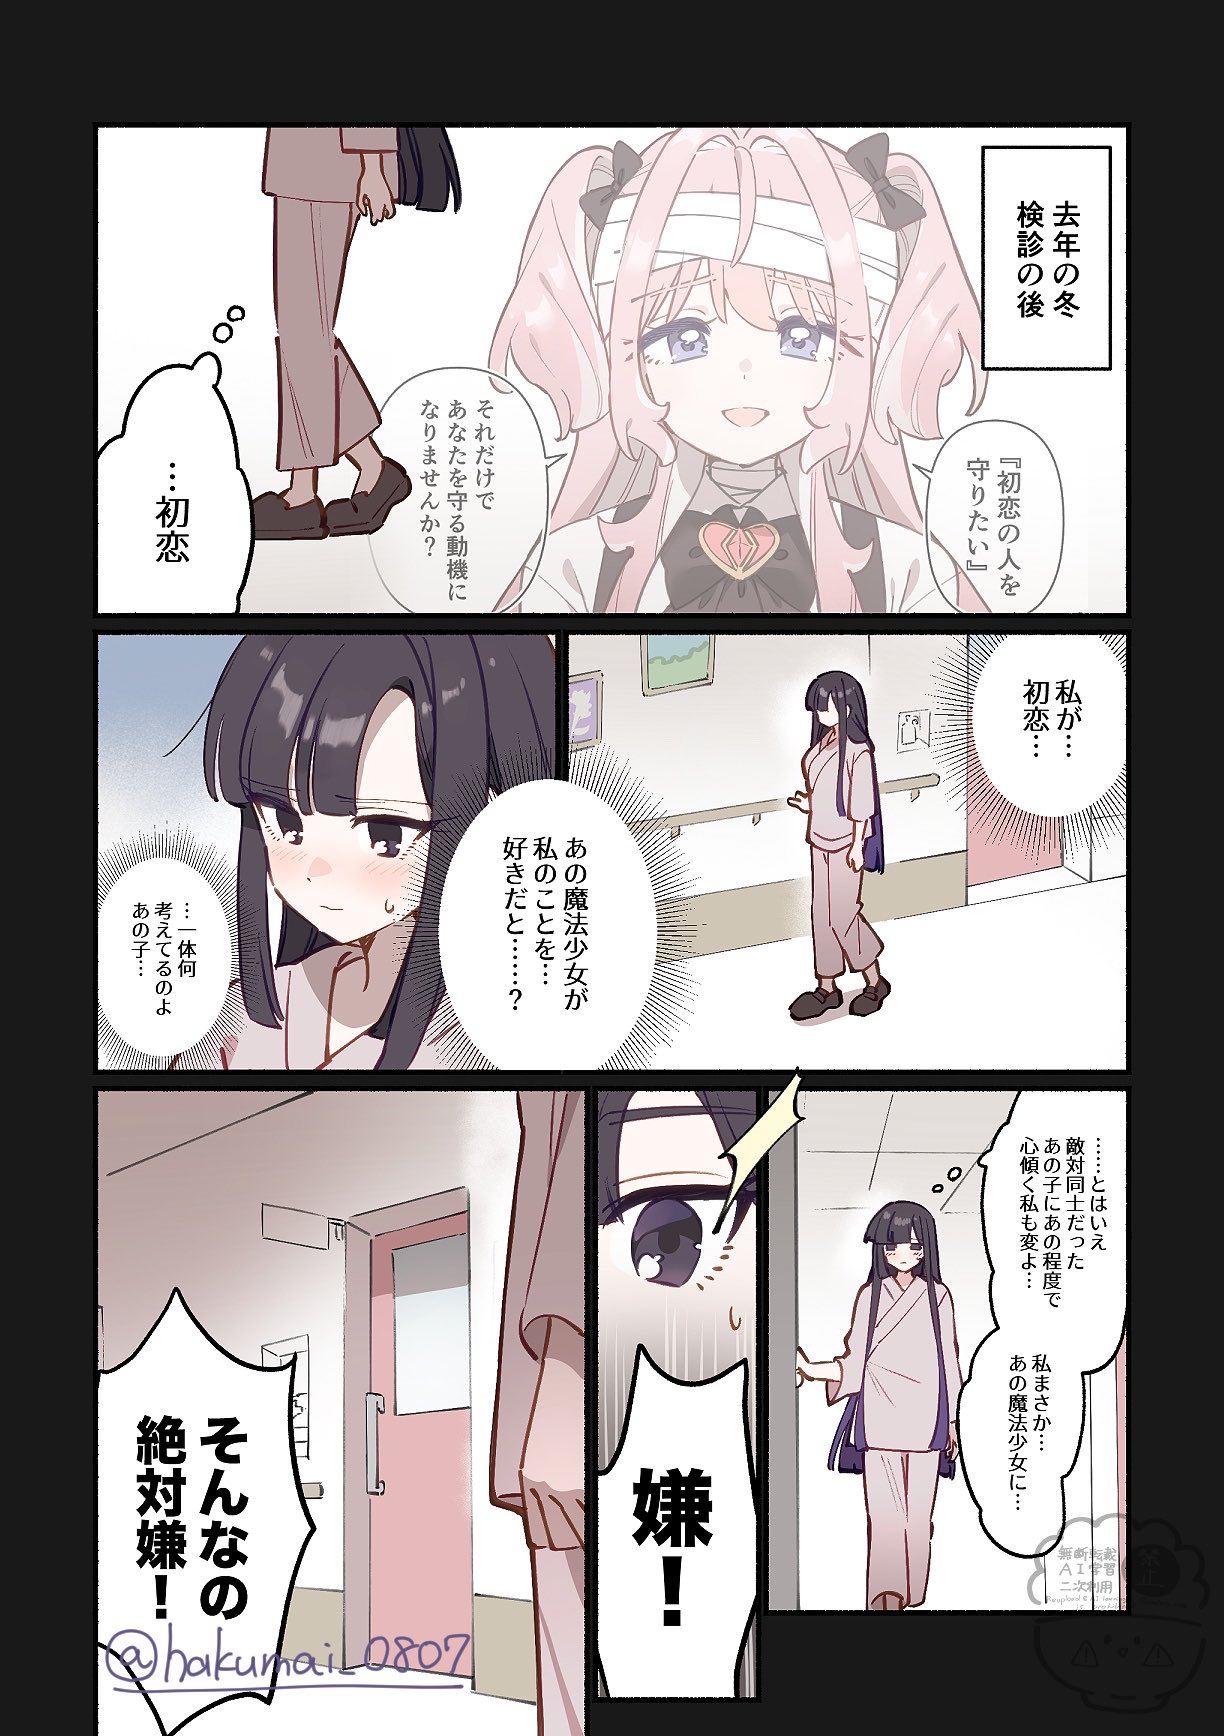 去年の冬
検診の後
『初恋の人を
守りたい』
それだけで
あなたを守る動機に
なりませんか？
…初恋
私が…
初恋…
あの魔法少女が
私のことを…
好きだと……？
…一体何
考えてるのよ
あの子…
……とはいえ
敵対同士だった
あの子にあの程度で
心傾く私も変よ…
私まさか…
あの魔法少女に…
嫌！
そんなの
絶対嫌！
@hakumai_0807
無断転載
AI学習
二次利用
禁止